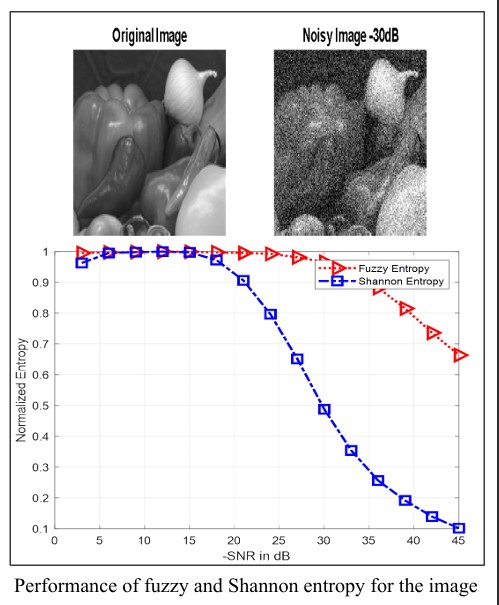 Original Image
Noisy Image -30dB
1
0.9
0.8
0.7
0.6
0.5
0.4
0.3
0.2
0.1
Normalized Entropy
Fuzzy Entropy
Shannon Entropy
0 5 10 15 20 25 30 35 40 45
-SNR in dB
Performance of fuzzy and Shannon entropy for the image